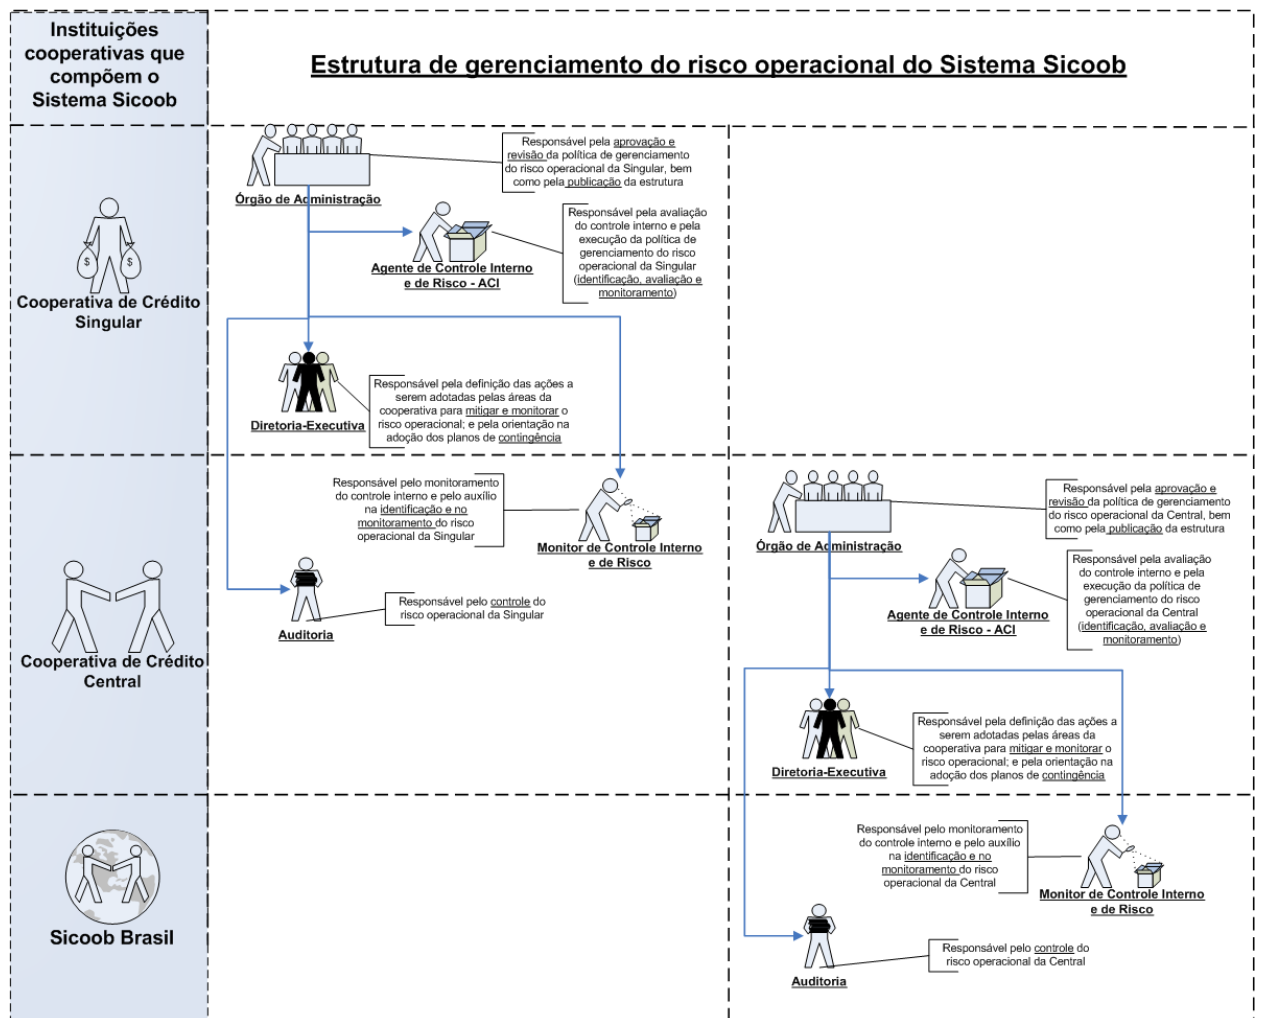 Instituições
cooperativas que
compõem o
Sistema Sicoob
Estrutura de gerenciamento do risco operacional do Sistema Sicoob
$ $
Cooperativa de Crédito
Singular
Órgão de Administração
Responsável pela aprovação e
revisão da política de gerenciamento
do risco operacional da Singular, bem
como pela publicação da estrutura
Agente de Controle Interno
e de Risco - ACI
Responsável pela avaliação
do controle interno e pela
execução da política de
gerenciamento do risco
operacional da Singular
(identificação, avaliação e
monitoramento)
Diretoria-Executiva
Responsável pela definição das ações a
serem adotadas pelas áreas da
cooperativa para mitigar e monitorar o
risco operacional; e pela orientação na
adoção dos planos de contingência
Cooperativa de Crédito
Central
Responsável pelo monitoramento
do controle interno e pelo auxílio
na identificação e no
monitoramento do risco
operacional da Singular
Monitor de Controle Interno
e de Risco
Auditoria
Responsável pelo controle do
risco operacional da Singular
Órgão de Administração
Responsável pela aprovação e
revisão da política de gerenciamento
do risco operacional da Central, bem
como pela publicação da estrutura
Agente de Controle Interno
e de Risco - ACI
Responsável pela avaliação
do controle interno e pela
execução da política de
gerenciamento do risco
operacional da Central
(identificação, avaliação e
monitoramento)
Diretoria-Executiva
Responsável pela definição das ações a
serem adotadas pelas áreas da
cooperativa para mitigar e monitorar o
risco operacional; e pela orientação na
adoção dos planos de contingência
Sicoob Brasil
Responsável pelo monitoramento
do controle interno e pelo auxílio
na identificação e no
monitoramento do risco
operacional da Central
Monitor de Controle Interno
e de Risco
Auditoria
Responsável pelo controle do
risco operacional da Central